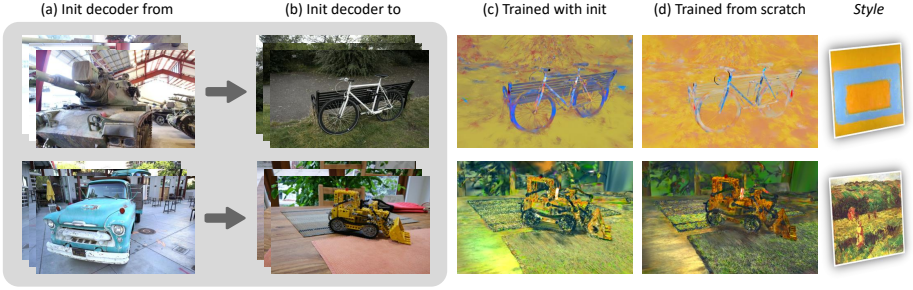 (a) Init decoder from
(b) Init decoder to
(c) Trained with init
(d) Trained from scratch
Style